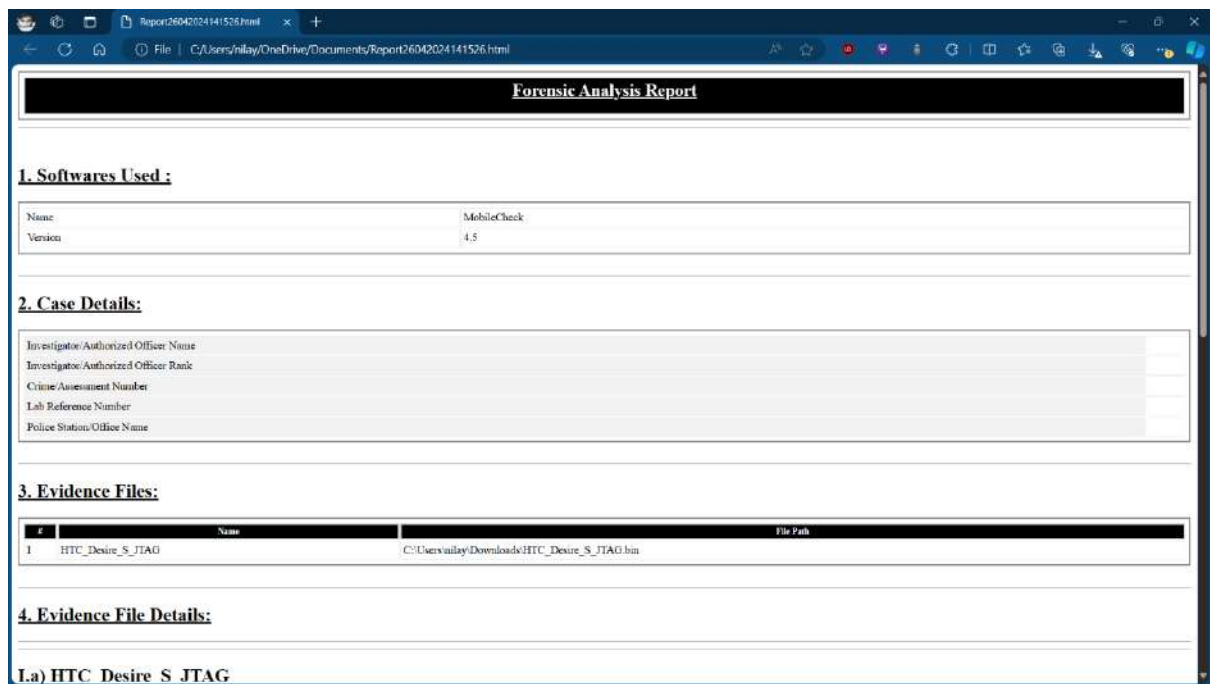 Report26042024141526.html
File | C:/Users/nilay/OneDrive/Documents/Report26042024141526.html
Forensic Analysis Report
1. Softwares Used :
Name MobileCheck
Version 4.5
2. Case Details:
Investigator/Authorized Officer Name
Investigator/Authorized Officer Rank
Crime/Assessment Number
Lab Reference Number
Police Station/Office Name
3. Evidence Files:
# Name File Path
1 HTC_Desire_S_JTAG C:\Users\nilay\Downloads\HTC_Desire_S_JTAG.bin
4. Evidence File Details:
I.a) HTC_Desire_S_JTAG